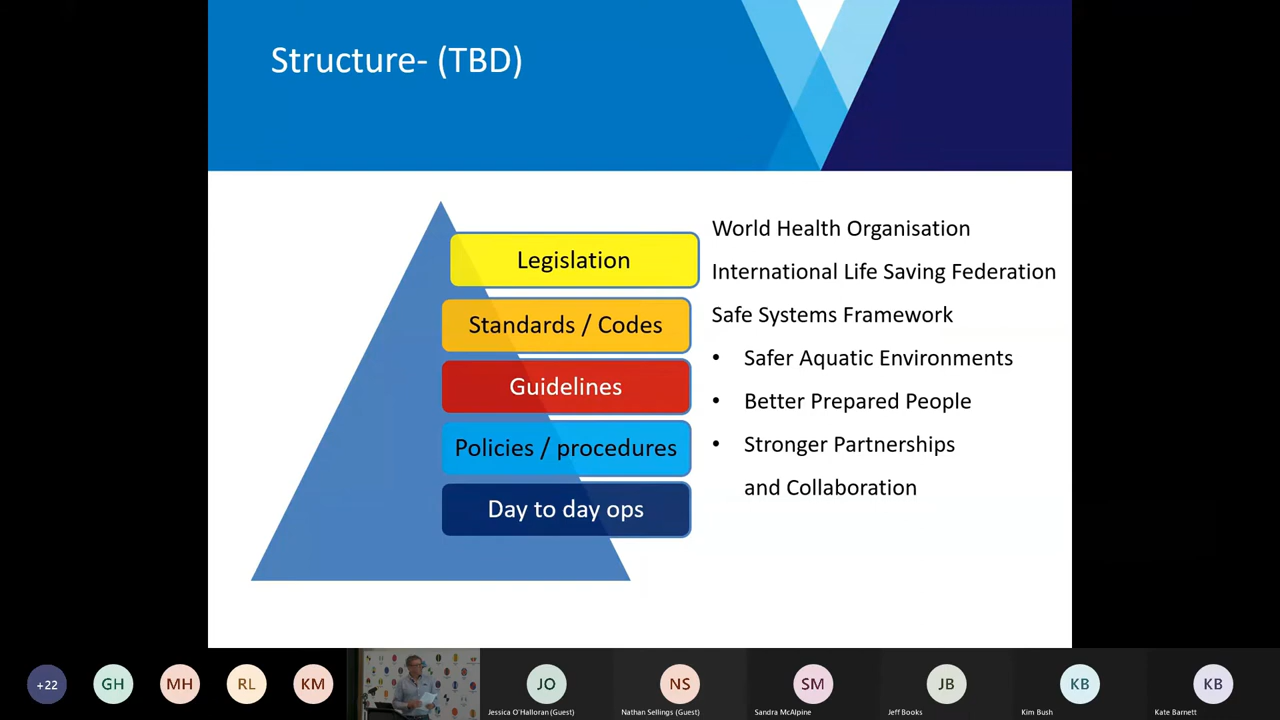 Structure- (TBD)
Legislation
Standards / Codes
Guidelines
Policies / procedures
Day to day ops
World Health Organisation
International Life Saving Federation
Safe Systems Framework
• Safer Aquatic Environments
• Better Prepared People
• Stronger Partnerships
and Collaboration
+22
GH
MH
RL
KM
JO
NS
SM
JB
KB
KB
Jessica O'Halloran (Guest)
Nathan Sellings (Guest)
Sandra McAlpine
Jeff Books
Kim Bush
Kate Barnett